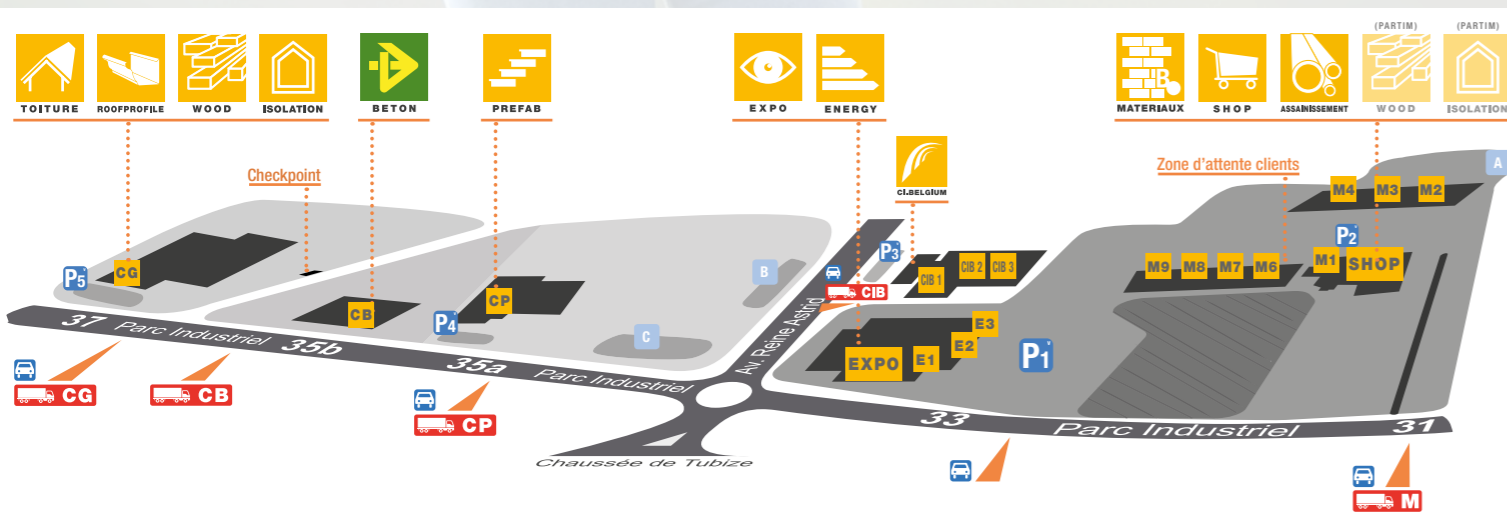 (PARTIM) (PARTIM)
TOITURE ROOFPROFILE WOOD ISOLATION BETON PREFAB EXPO ENERGY MATERIAUX SHOP ASSAINISSEMENT WOOD ISOLATION
B
CI.BELGIUM
Checkpoint
Zone d'attente clients
A
M4 M3 M2
P2
P5 CG
CB
CP
P4
B
C
P3
CIB
CIB 1 CIB 2 CIB 3
M9 M8 M7 M6 M1 SHOP
Av. Reine Astrid
EXPO E1 E2 E3
P1
37 Parc Industriel 35b 35a Parc Industriel
33 Parc Industriel 31
CG
CB
CP
Chaussée de Tubize
M